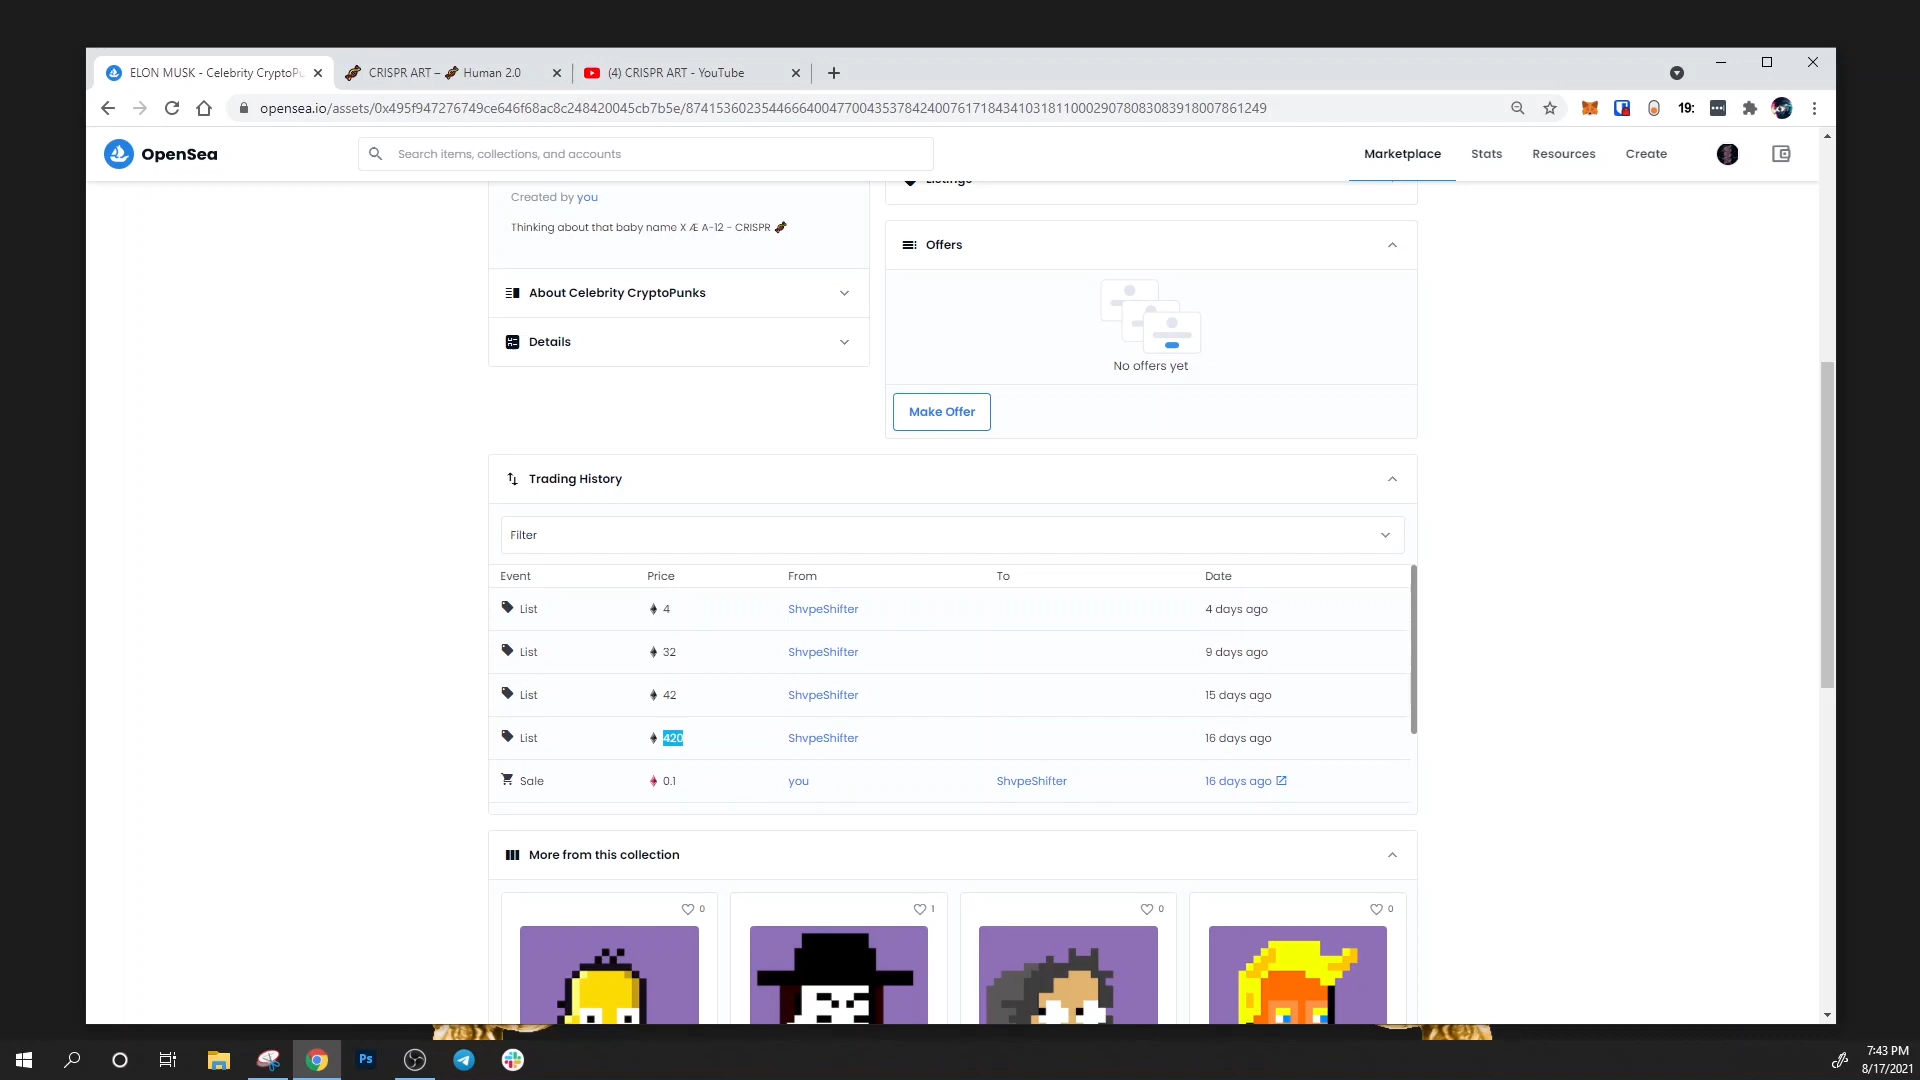 ELON MUSK - Celebrity CryptoPu
CRISPR ART – Human 2.0
(4) CRISPR ART - YouTube
opensea.io/assets/0x495f947276749ce646f68ac8c248420045cb7b5e/87415360235446664004770043537842400761718434103181100029078083083918007861249
19:
OpenSea
Search items, collections, and accounts
Marketplace
Stats
Resources
Create
Created by you
Thinking about that baby name X Æ A-12 - CRISPR
About Celebrity CryptoPunks
Details
Listings
Offers
No offers yet
Make Offer
Trading History
Filter
Event Price From To Date
List 4 ShvpeShifter 4 days ago
List 32 ShvpeShifter 9 days ago
List 42 ShvpeShifter 15 days ago
List 420 ShvpeShifter 16 days ago
Sale 0.1 you ShvpeShifter 16 days ago
More from this collection
0
1
0
0
Ps
7:43 PM
8/17/2021